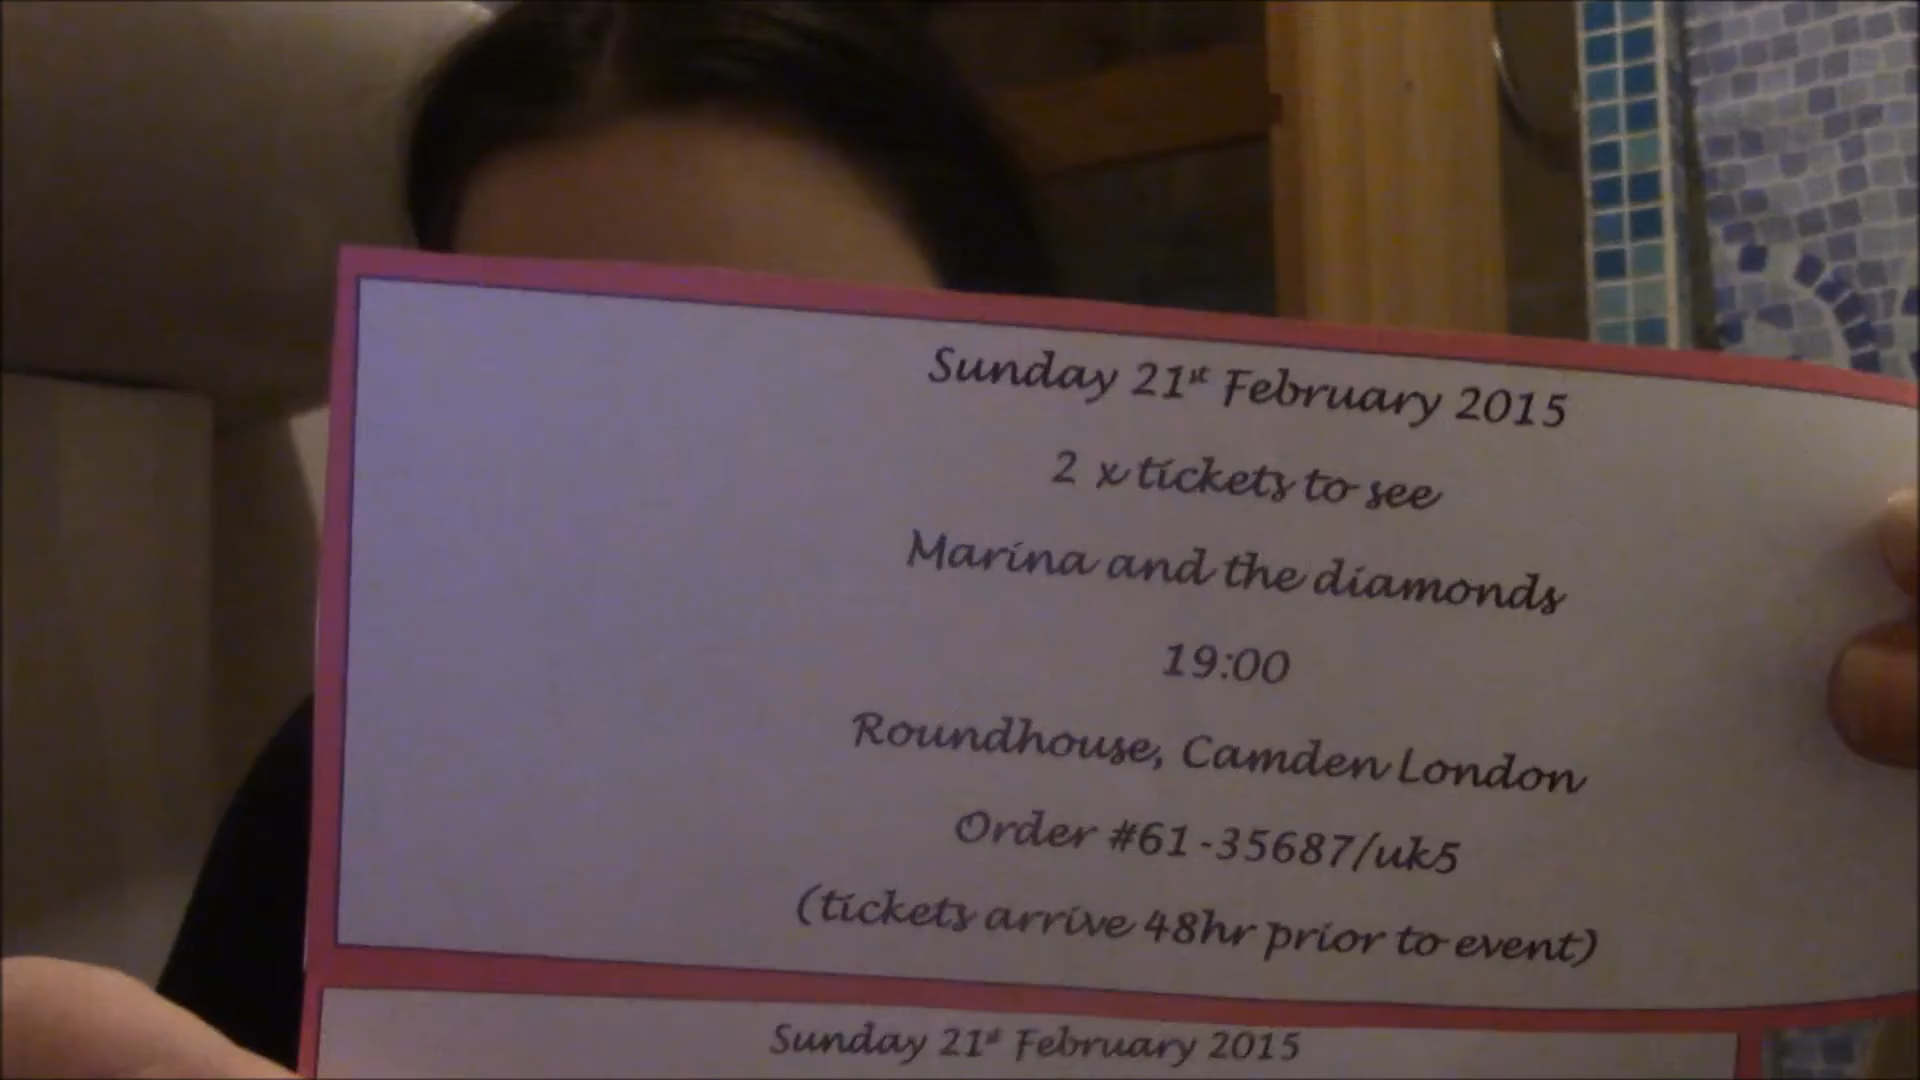 Sunday 21st February 2015
2 x tickets to see
Marina and the diamonds
19:00
Roundhouse, Camden London
Order #61-35687/uk5
(tickets arrive 48hr prior to event)
Sunday 21st February 2015